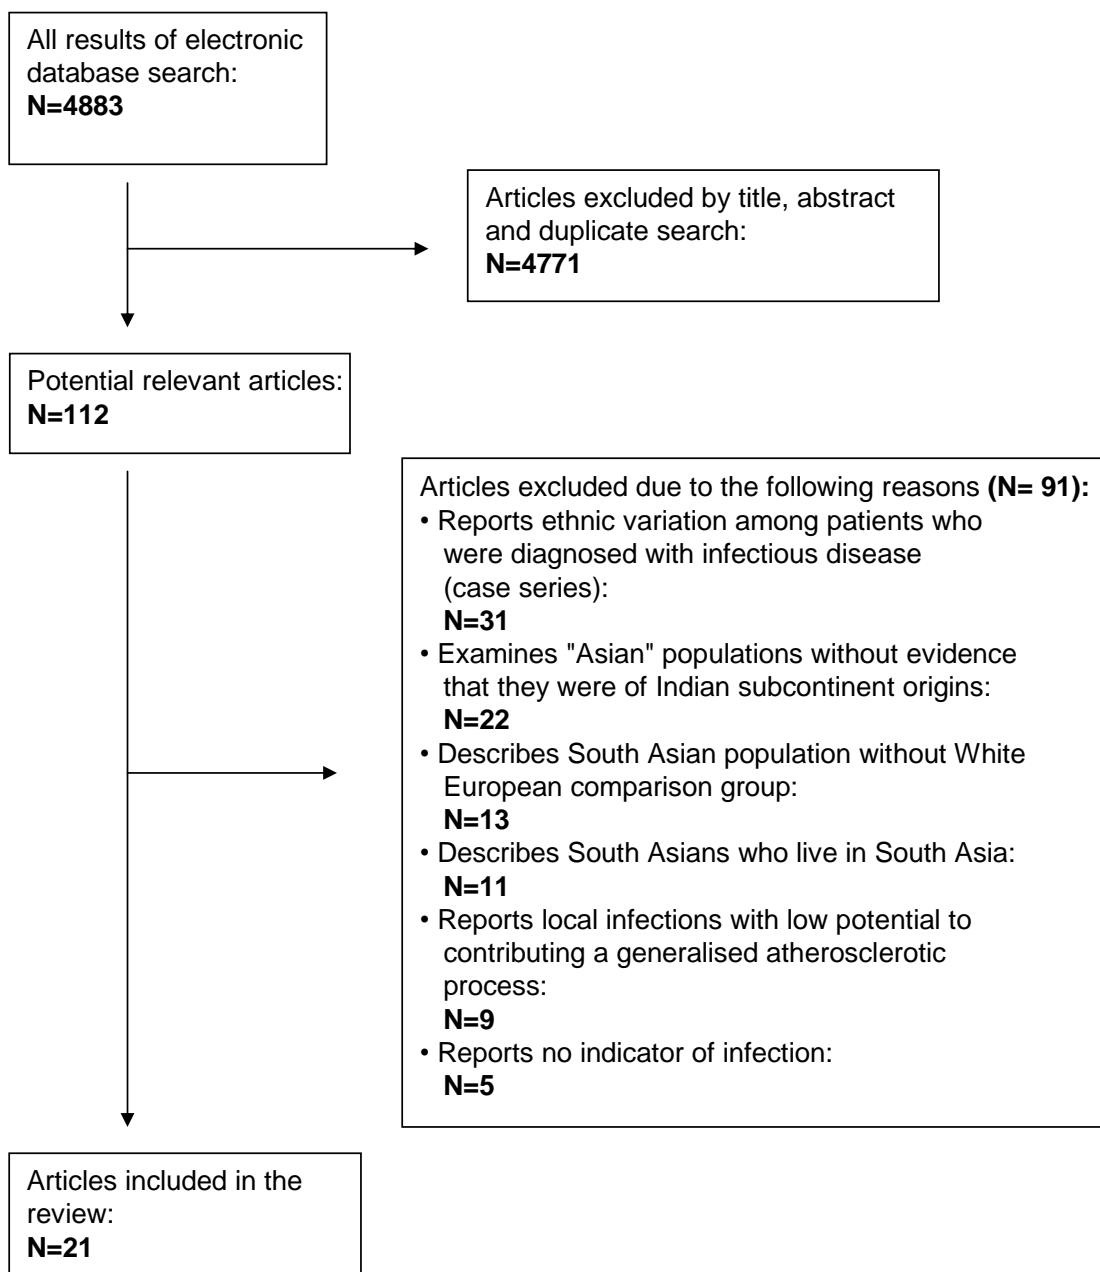 All results of electronic
database search:
N=4883
Articles excluded by title, abstract
and duplicate search:
N=4771
Potential relevant articles:
N=112
Articles excluded due to the following reasons (N= 91):
• Reports ethnic variation among patients who
were diagnosed with infectious disease
(case series):
N=31
• Examines "Asian" populations without evidence
that they were of Indian subcontinent origins:
N=22
• Describes South Asian population without White
European comparison group:
N=13
• Describes South Asians who live in South Asia:
N=11
• Reports local infections with low potential to
contributing a generalised atherosclerotic
process:
N=9
• Reports no indicator of infection:
N=5
Articles included in the
review:
N=21